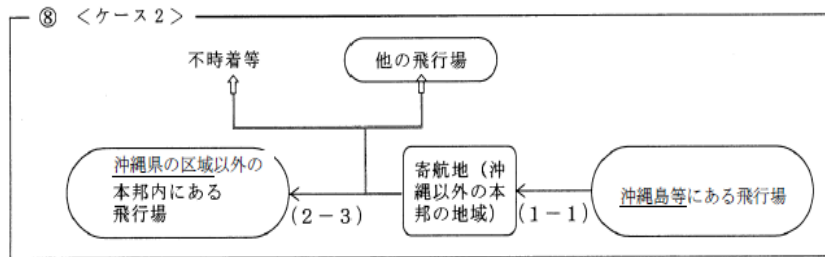 ⑧ <ケース2>
不時着等
他の飛行場
沖縄県の区域以外の
本邦内にある
飛行場
(2-3)
寄航地(沖
縄以外の本
邦の地域)
(1-1)
沖縄島等にある飛行場